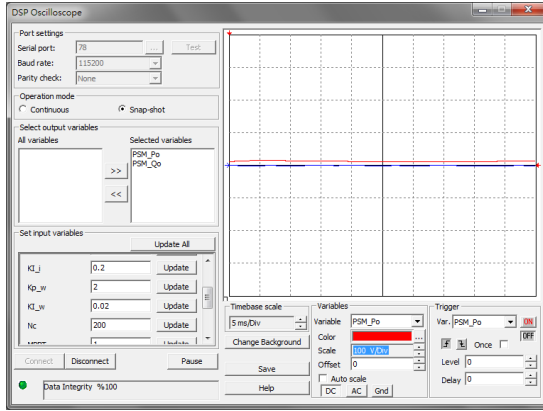 DSP Oscilloscope
Port settings
Serial port: 78 ... Test
Baud rate: 115200
Parity check: None
Operation mode
Continuous Snap-shot
Select output variables
All variables Selected variables
PSM_Po
PSM_Qo
>>
<<
Set input variables
Update All
KI_i 0.2 Update
Kp_w 2 Update
KI_w 0.02 Update
Nc 200 Update
Connect Disconnect Pause
Data Integrity %100
Timebase scale
5 ms/Div
Change Background
Save
Help
Variables
Variable PSM_Po
Color ...
Scale 100 V/Div
Offset 0
Auto scale
DC AC Gnd
Trigger
Var. PSM_Po ON
OFF
Once
Level 0
Delay 0